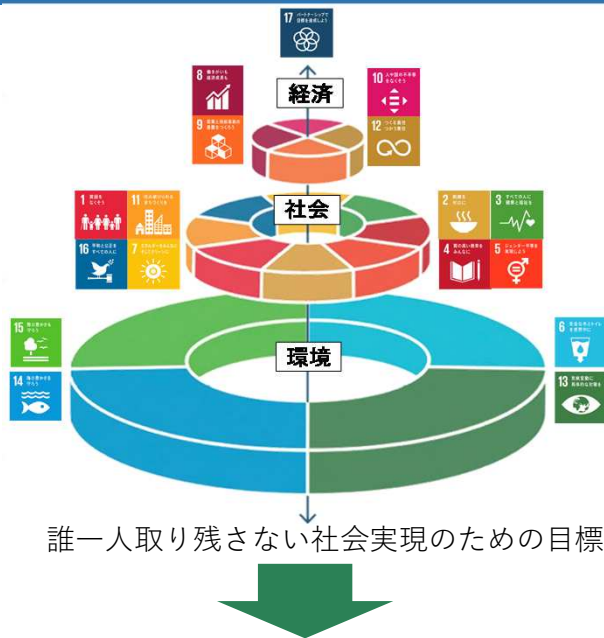 17 パートナーシップで
目標を達成しよう
8 働きがいも
経済成長も
経済
10 人や国の不平等
をなくそう
9 産業と技術革新の
基盤をつくろう
12 つくる責任
つかう責任
1 貧困を
なくそう
11 住み続けられる
まちづくりを
社会
2 飢餓を
ゼロに
3 すべての人に
健康と福祉を
16 平和と公正を
すべての人に
7 エネルギーをみんなに
そしてクリーンに
4 質の高い教育を
みんなに
5 ジェンダー平等を
実現しよう
15 陸の豊かさも
守ろう
環境
6 安全な水とトイレ
を世界中に
14 海の豊かさを
守ろう
13 気候変動に
具体的な対策を
誰一人取り残さない社会実現のための目標